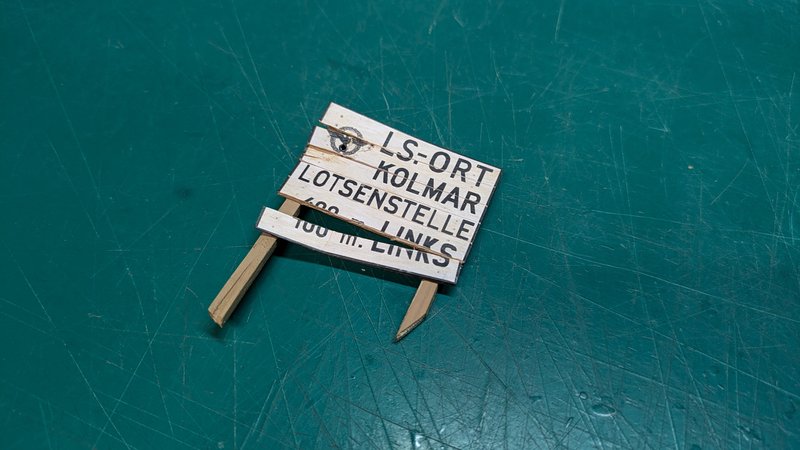 LS.-ORT
KOLMAR
LOTSENSTELLE
m. LINKS